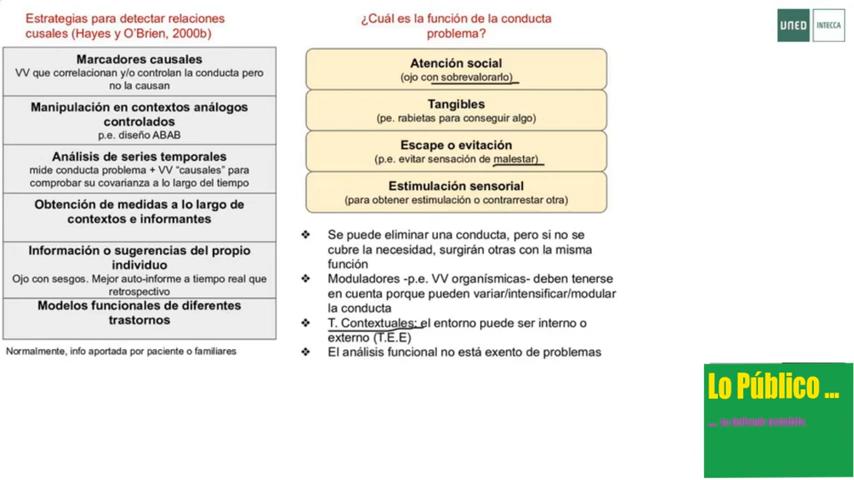 Estrategias para detectar relaciones
cusales (Hayes y O'Brien, 2000b)
Marcadores causales
VV que correlacionan y/o controlan la conducta pero
no la causan
Manipulación en contextos análogos
controlados
p.e. diseño ABAB
Análisis de series temporales
mide conducta problema + VV "causales" para
comprobar su covarianza a lo largo del tiempo
Obtención de medidas a lo largo de
contextos e informantes
Información o sugerencias del propio
individuo
Ojo con sesgos. Mejor auto-informe a tiempo real que
retrospectivo
Modelos funcionales de diferentes
trastornos
Normalmente, info aportada por paciente o familiares
¿Cuál es la función de la conducta
problema?
Atención social
(ojo con sobrevalorarlo)
Tangibles
(pe. rabietas para conseguir algo)
Escape o evitación
(p.e. evitar sensación de malestar)
Estimulación sensorial
(para obtener estimulación o contrarrestar otra)
❖ Se puede eliminar una conducta, pero si no se
cubre la necesidad, surgirán otras con la misma
función
❖ Moduladores -p.e. VV organísmicas- deben tenerse
en cuenta porque pueden variar/intensificar/modular
la conducta
❖ T. Contextuales: el entorno puede ser interno o
externo (T.E.E)
❖ El análisis funcional no está exento de problemas
UNED
INTECCA
Lo Público ...
.... se defiende